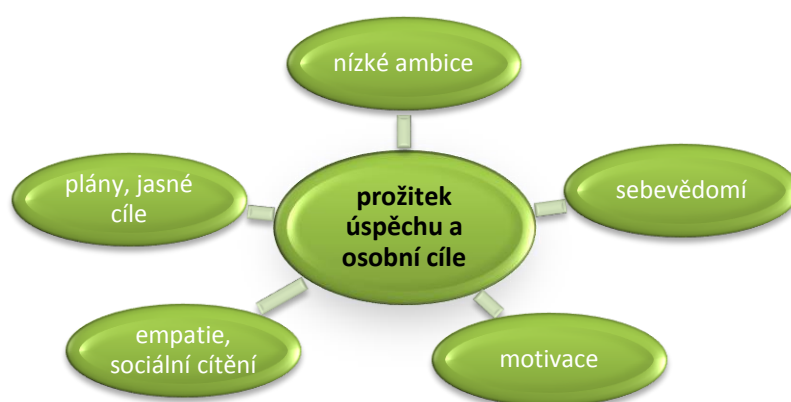 nízké ambice
plány, jasné
cíle
prožitek
úspěchu a
osobní cíle
sebevědomí
empatie,
sociální cítění
motivace